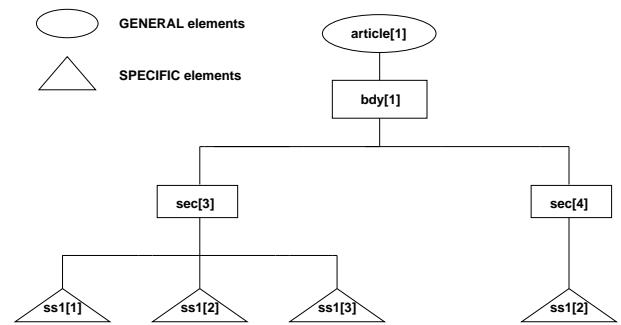 GENERAL elements
article[1]
SPECIFIC elements
bdy[1]
sec[3]
sec[4]
ss1[1]
ss1[2]
ss1[3]
ss1[2]